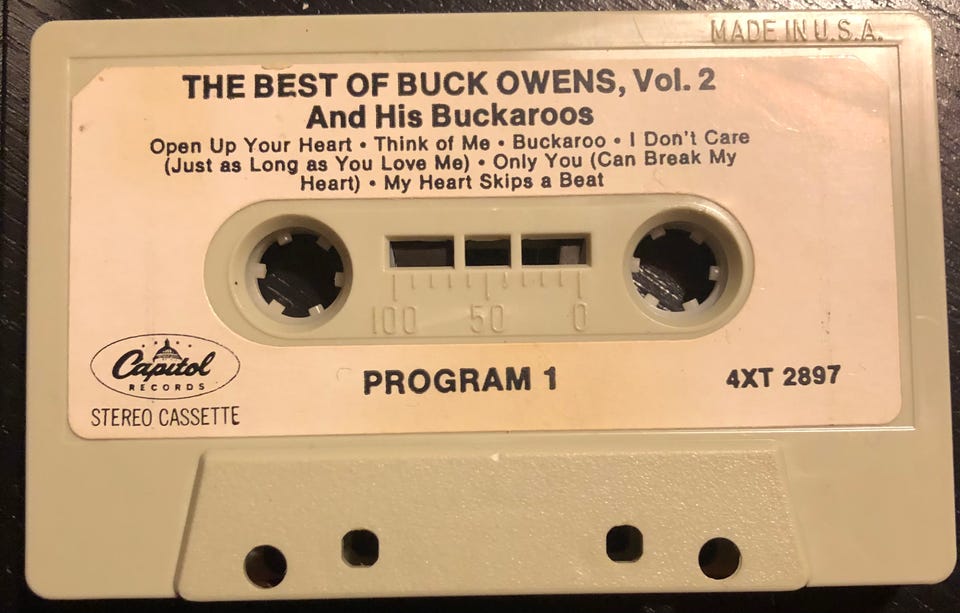 MADE IN U.S.A.
THE BEST OF BUCK OWENS, Vol. 2
And His Buckaroos
Open Up Your Heart • Think of Me • Buckaroo • I Don't Care
(Just as Long as You Love Me) • Only You (Can Break My
Heart) • My Heart Skips a Beat
100 50 0
Capitol
RECORDS
STEREO CASSETTE
PROGRAM 1
4XT 2897